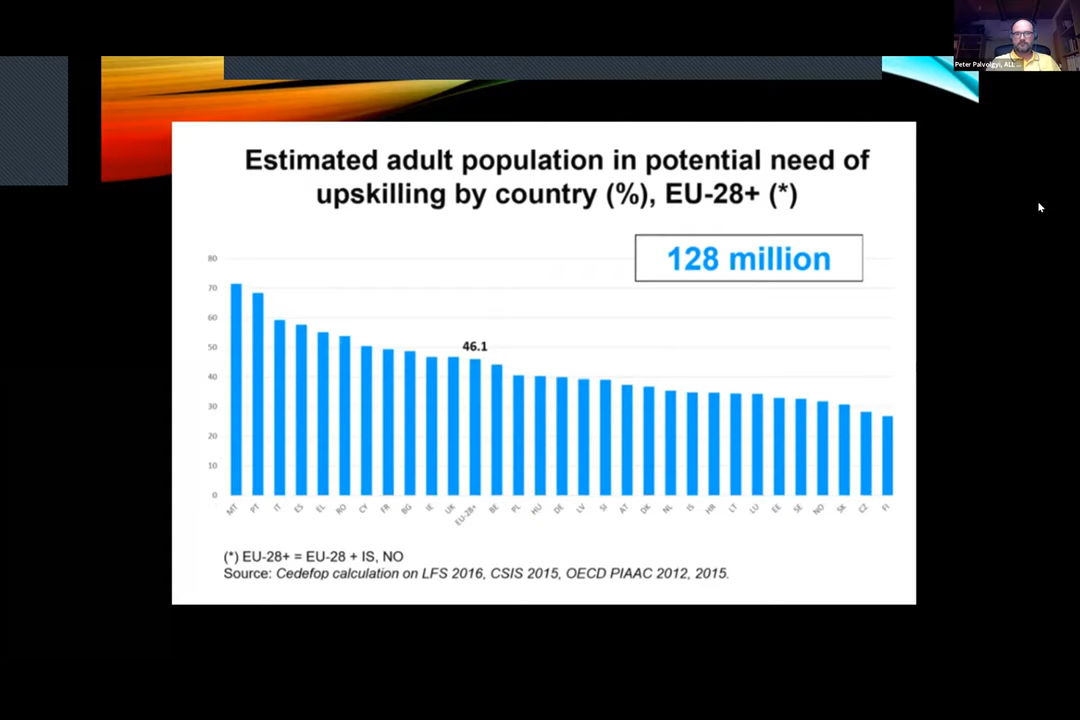 Peter Palvolgyi, ALL ...
Estimated adult population in potential need of
upskilling by country (%), EU-28+ (*)
128 million
80
70
60
50
40
30
20
10
0
46.1
MT PT IT ES EL RO CY FR BG IE UK EU-28+ BE PL HU DE LV SI AT DK NL IS HR LT LU EE SE NO SK CZ FI
(*) EU-28+ = EU-28 + IS, NO
Source: Cedefop calculation on LFS 2016, CSIS 2015, OECD PIAAC 2012, 2015.